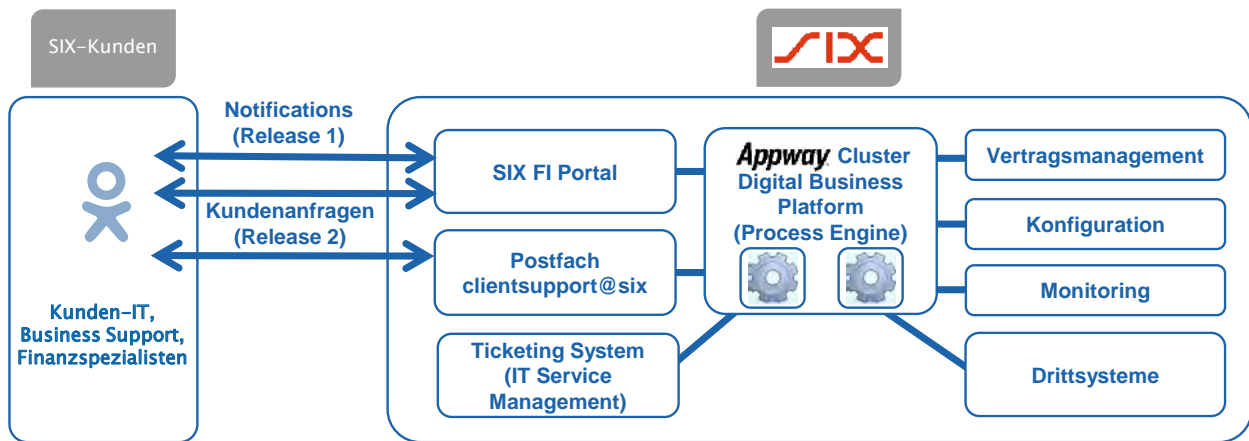 SIX–Kunden
SIX
Notifications
(Release 1)
Kundenanfragen
(Release 2)
Kunden–IT,
Business Support,
Finanzspezialisten
SIX FI Portal
Postfach
clientsupport@six
Ticketing System
(IT Service
Management)
Appway Cluster
Digital Business
Platform
(Process Engine)
Vertragsmanagement
Konfiguration
Monitoring
Drittsysteme